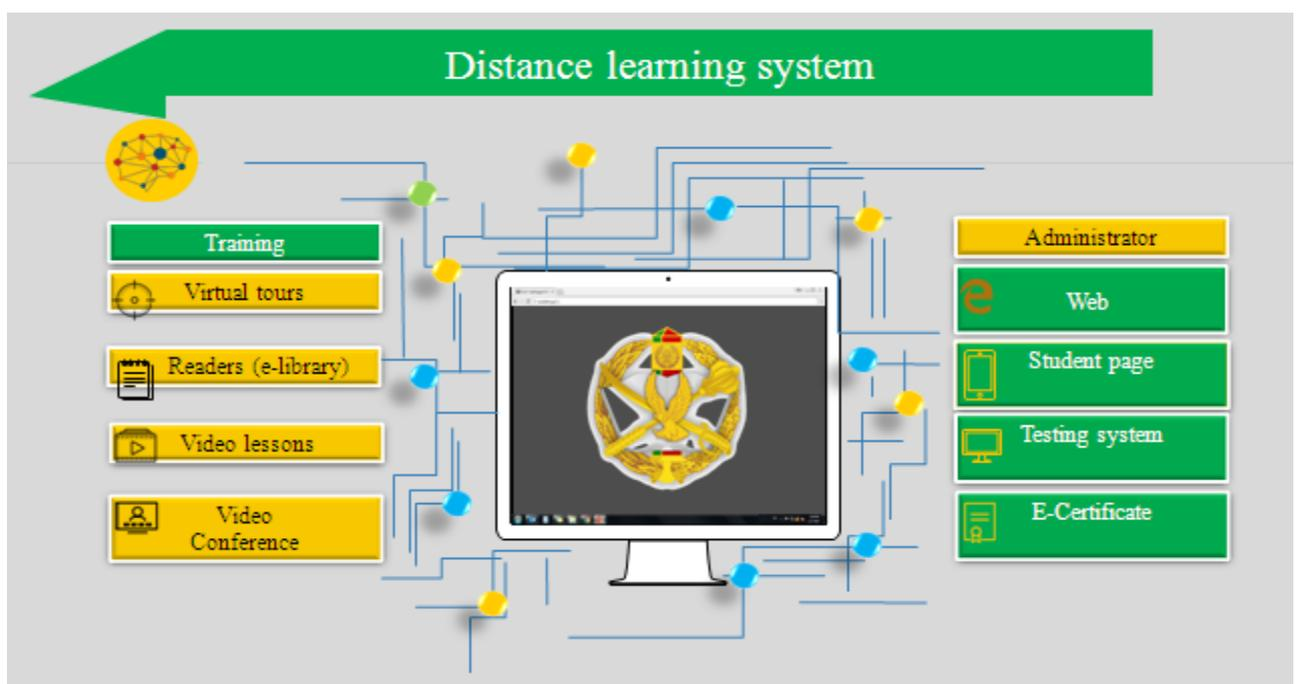 Distance learning system
Training
Virtual tours
Readers (e-library)
Video lessons
Video
Conference
Administrator
Web
Student page
Testing system
E-Certificate